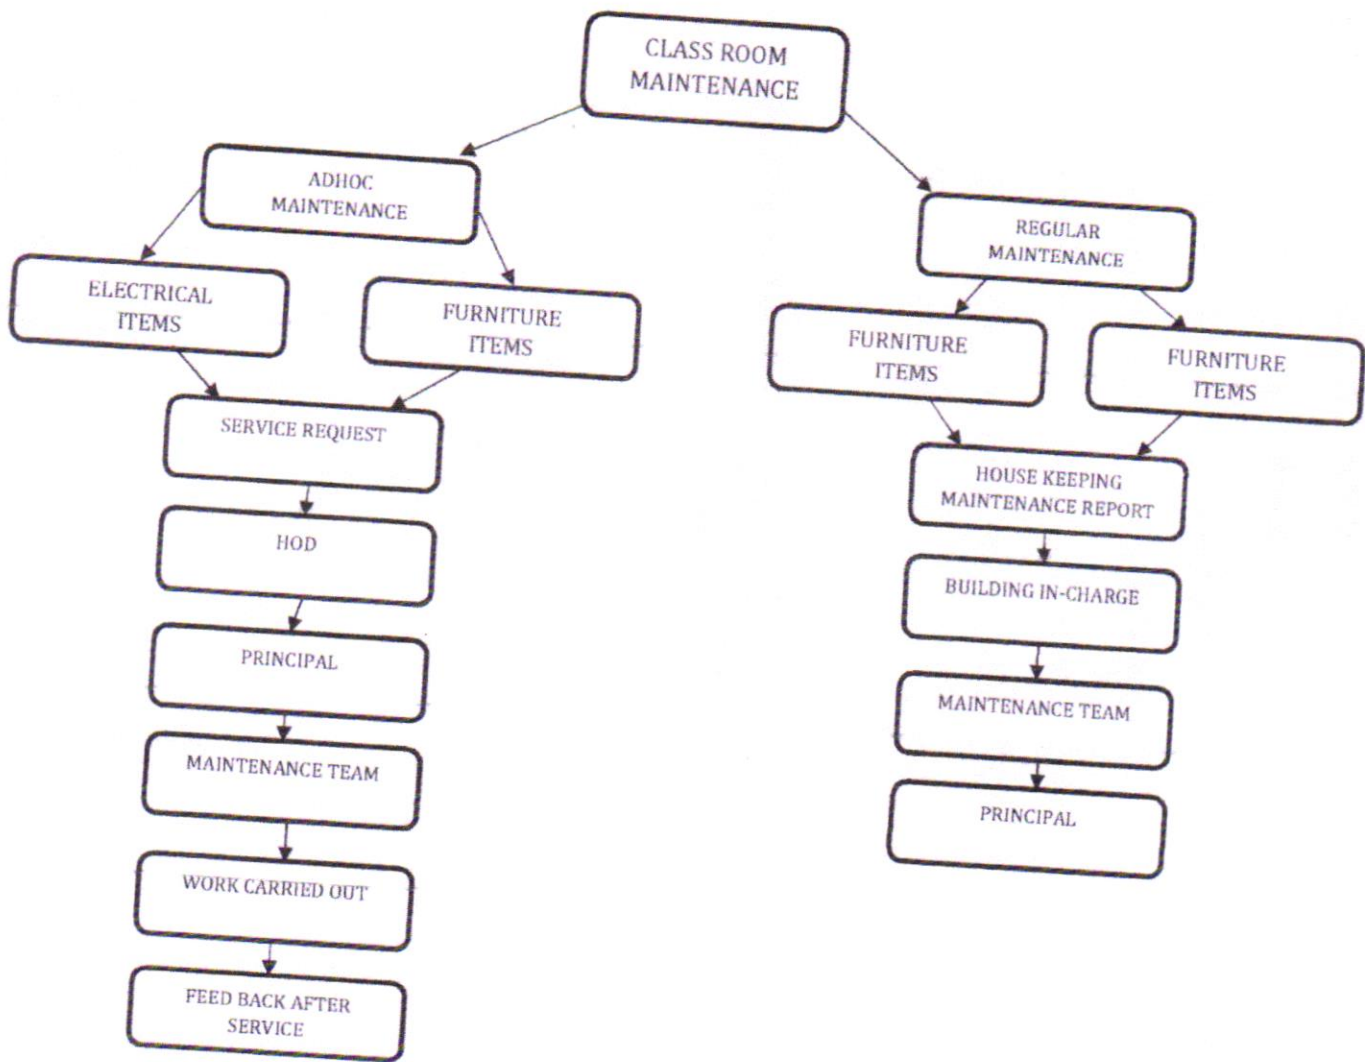 CLASS ROOM
MAINTENANCE
ADHOC
MAINTENANCE
REGULAR
MAINTENANCE
ELECTRICAL
ITEMS
FURNITURE
ITEMS
FURNITURE
ITEMS
FURNITURE
ITEMS
SERVICE REQUEST
HOD
PRINCIPAL
MAINTENANCE TEAM
WORK CARRIED OUT
FEED BACK AFTER
SERVICE
HOUSE KEEPING
MAINTENANCE REPORT
BUILDING IN-CHARGE
MAINTENANCE TEAM
PRINCIPAL